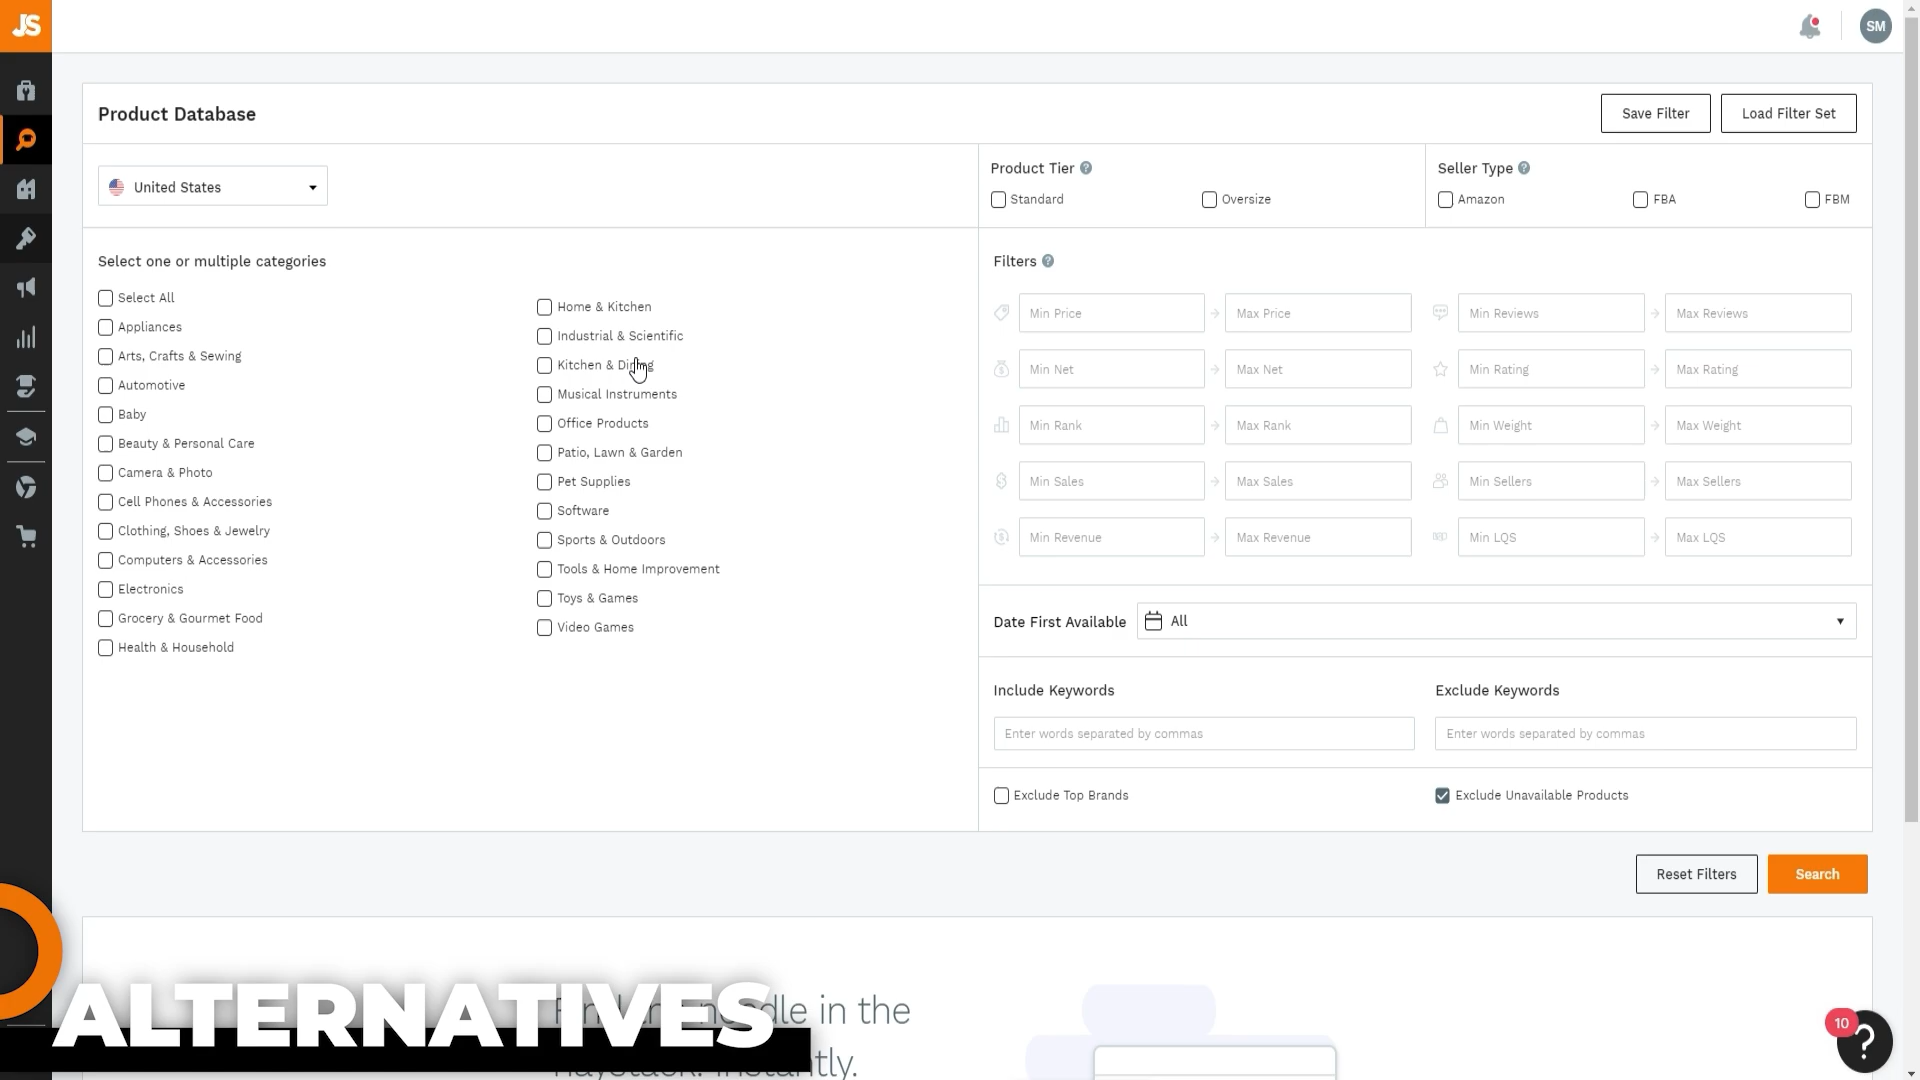 JS
SM
Product Database
Save Filter
Load Filter Set
United States
Product Tier ?
Standard
Oversize
Seller Type ?
Amazon
FBA
FBM
Select one or multiple categories
Select All
Appliances
Arts, Crafts & Sewing
Automotive
Baby
Beauty & Personal Care
Camera & Photo
Cell Phones & Accessories
Clothing, Shoes & Jewelry
Computers & Accessories
Electronics
Grocery & Gourmet Food
Health & Household
Home & Kitchen
Industrial & Scientific
Kitchen & Dining
Musical Instruments
Office Products
Patio, Lawn & Garden
Pet Supplies
Software
Sports & Outdoors
Tools & Home Improvement
Toys & Games
Video Games
Filters ?
Min Price
Max Price
Min Reviews
Max Reviews
Min Net
Max Net
Min Rating
Max Rating
Min Rank
Max Rank
Min Weight
Max Weight
Min Sales
Max Sales
Min Sellers
Max Sellers
Min Revenue
Max Revenue
Min LQS
Max LQS
Date First Available
All
Include Keywords
Enter words separated by commas
Exclude Keywords
Enter words separated by commas
Exclude Top Brands
Exclude Unavailable Products
Reset Filters
Search
in the
ALTERNATIVES
10
?